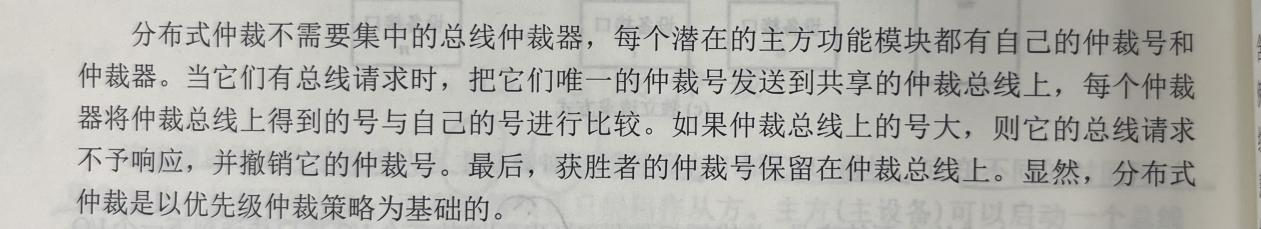 分布式仲裁不需要集中的总线仲裁器，每个潜在的主方功能模块都有自己的仲裁号和
仲裁器。当它们有总线请求时，把它们唯一的仲裁号发送到共享的仲裁总线上，每个仲裁
器将仲裁总线上得到的号与自己的号进行比较。如果仲裁总线上的号大，则它的总线请求
不予响应，并撤销它的仲裁号。最后，获胜者的仲裁号保留在仲裁总线上。显然，分布式
仲裁是以优先级仲裁策略为基础的。